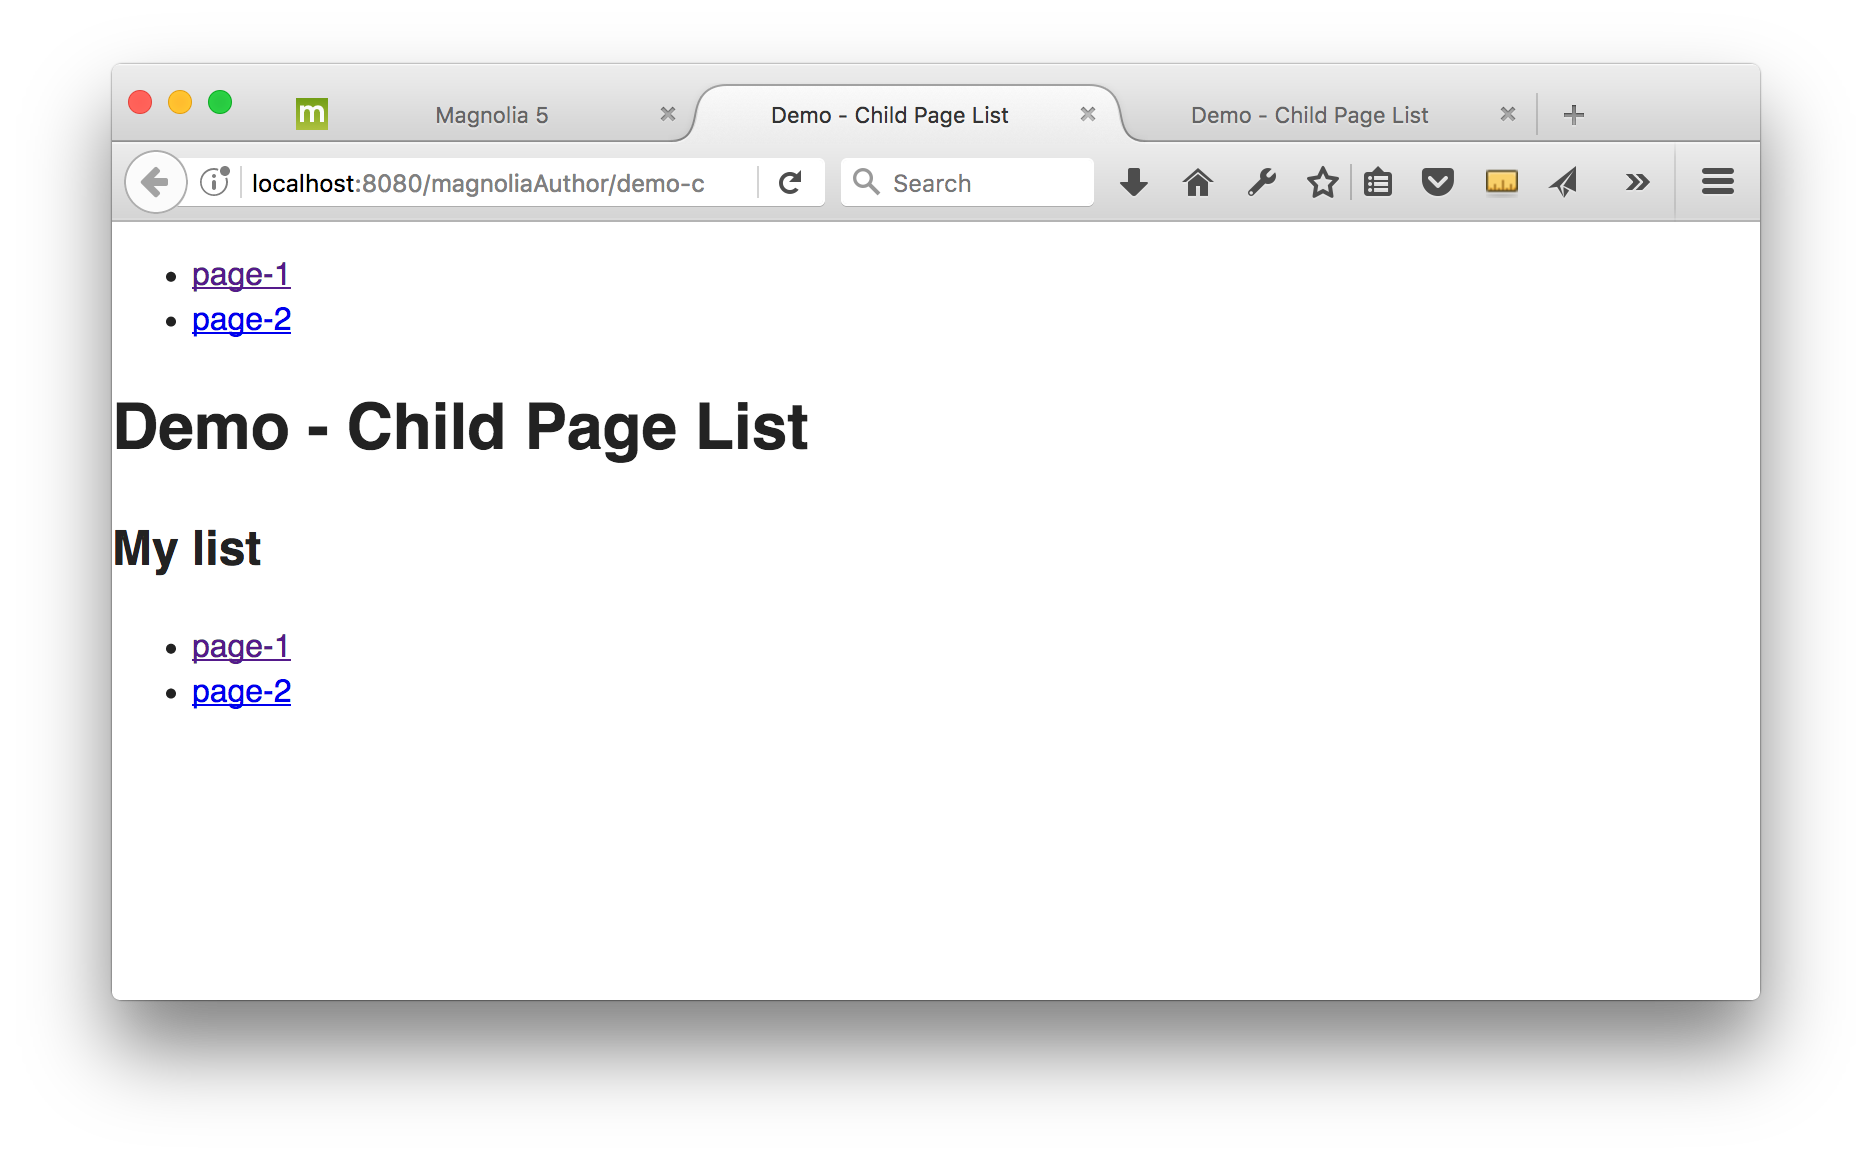 m Magnolia 5 Demo - Child Page List Demo - Child Page List
localhost:8080/magnoliaAuthor/demo-c Search
page-1
page-2
Demo - Child Page List
My list
page-1
page-2